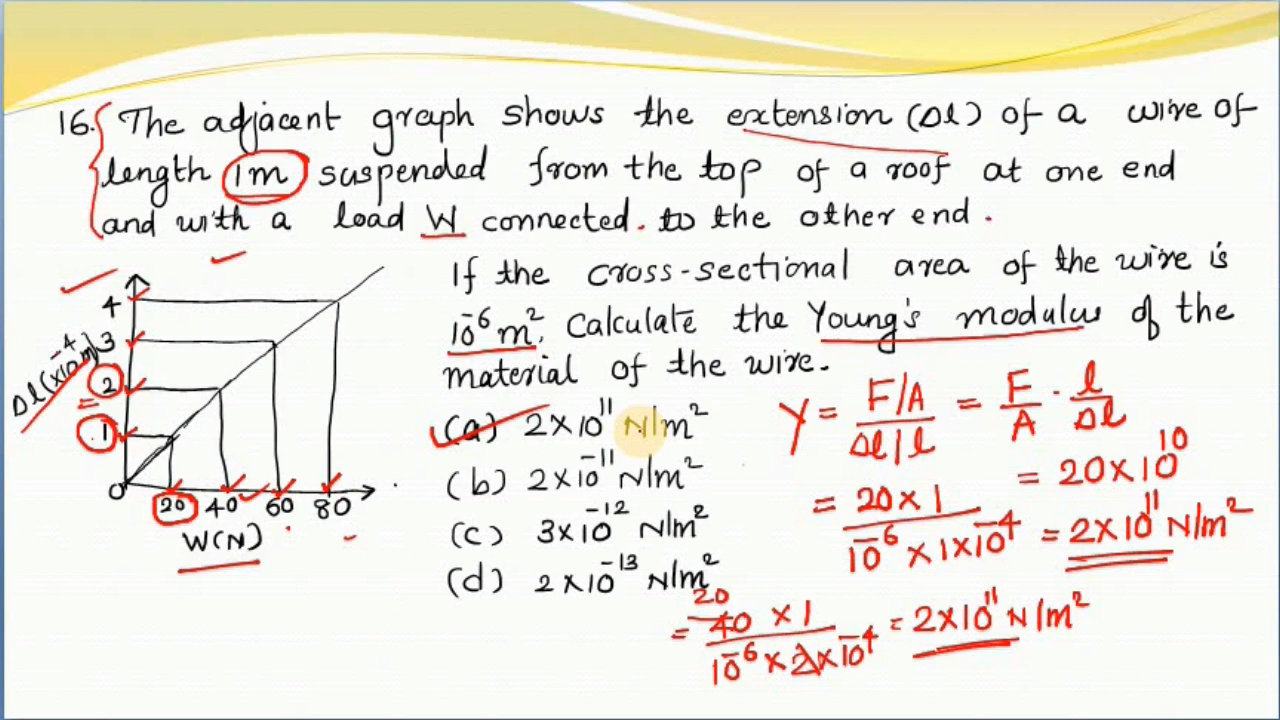 16. The adjacent graph shows the extension (Δl) of a wire of
length 1m suspended from the top of a roof at one end
and with a load W connected. to the other end.
If the cross-sectional area of the wire is
10⁻⁶ m². Calculate the Young's modulus of the
material of the wire.
(a) 2×10¹¹ N/m²
(b) 2×10⁻¹¹ N/m²
(c) 3×10⁻¹² N/m²
(d) 2×10⁻¹³ N/m²
Δl(×10⁻⁴m)
4
3
2
1
0 20 40 60 80
W(N)
Y = (F/A)/(Δl/l) = F/A · l/Δl
= (20×1)/(10⁻⁶×1×10⁻⁴)
= 20×10¹⁰
= 2×10¹¹ N/m²
20
= (40×1)/(10⁻⁶×2×10⁻⁴) = 2×10¹¹ N/m²